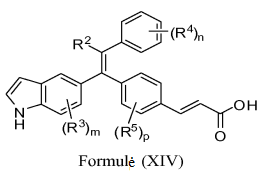 R²
(R⁴)n
OH
O
N
H
(R³)m
(R⁵)p
Formulė (XIV)